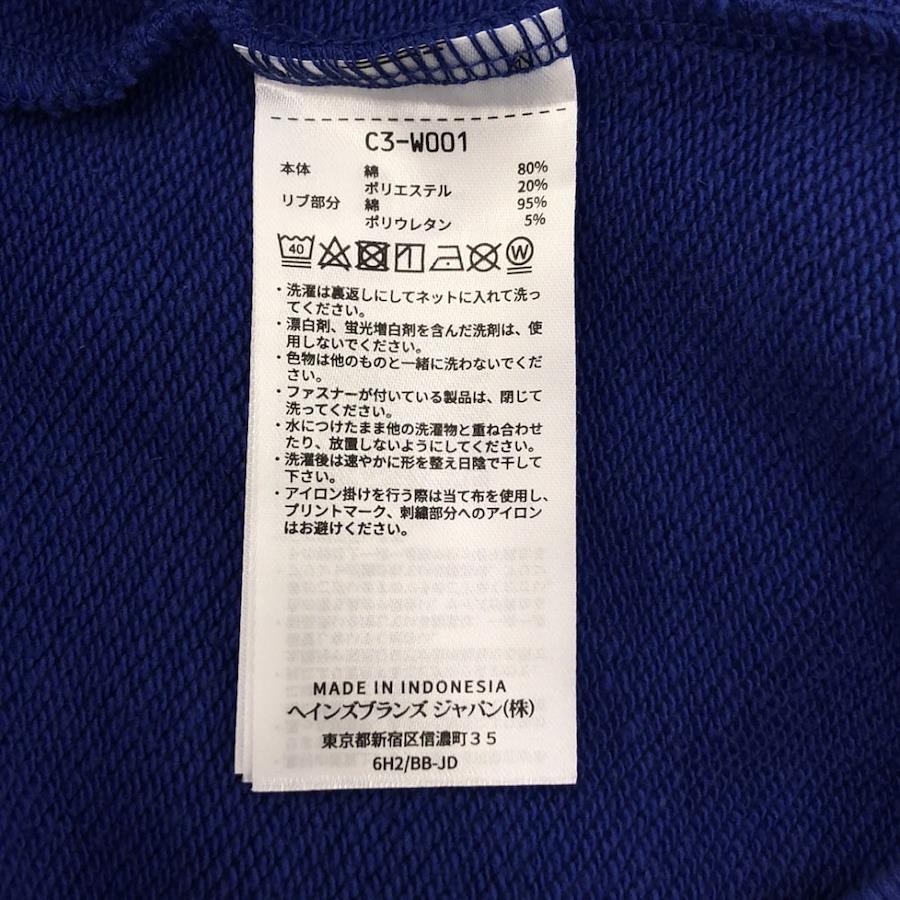 C3-W001
本体 綿 80%
ポリエステル 20%
リブ部分 綿 95%
ポリウレタン 5%
40 W
・洗濯は裏返しにしてネットに入れて洗っ
てください。
・漂白剤、蛍光増白剤を含んだ洗剤は、使
用しないでください。
・色物は他のものと一緒に洗わないでくだ
さい。
・ファスナーが付いている製品は、閉じて
洗ってください。
・水につけたまま他の洗濯物と重ね合わせ
たり、放置しないようにしてください。
・洗濯後は速やかに形を整え日陰で干して
下さい。
・アイロン掛けを行う際は当て布を使用し、
プリントマーク、刺繍部分へのアイロン
はお避けください。
MADE IN INDONESIA
ヘインズブランズ ジャパン(株)
東京都新宿区信濃町35
6H2/BB-JD